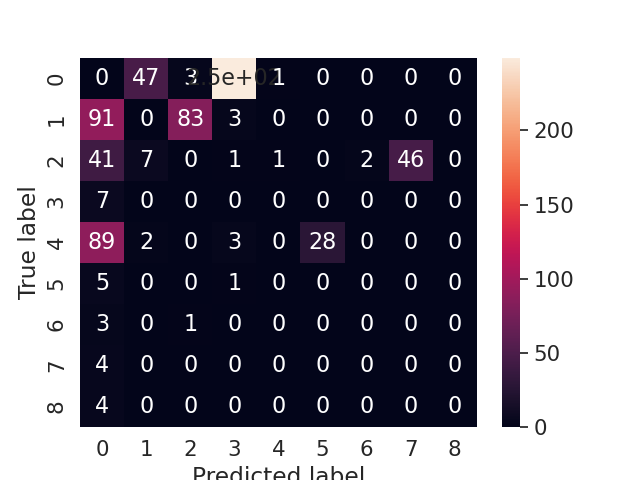 0 0 47 3 2.5e+02 1 0 0 0 0
1 91 0 83 3 0 0 0 0 0
2 41 7 0 1 1 0 2 46 0
3 7 0 0 0 0 0 0 0 0
4 89 2 0 3 0 28 0 0 0
5 5 0 0 1 0 0 0 0 0
6 3 0 1 0 0 0 0 0 0
7 4 0 0 0 0 0 0 0 0
8 4 0 0 0 0 0 0 0 0
0 1 2 3 4 5 6 7 8
Predicted label
True label
200
150
100
50
0